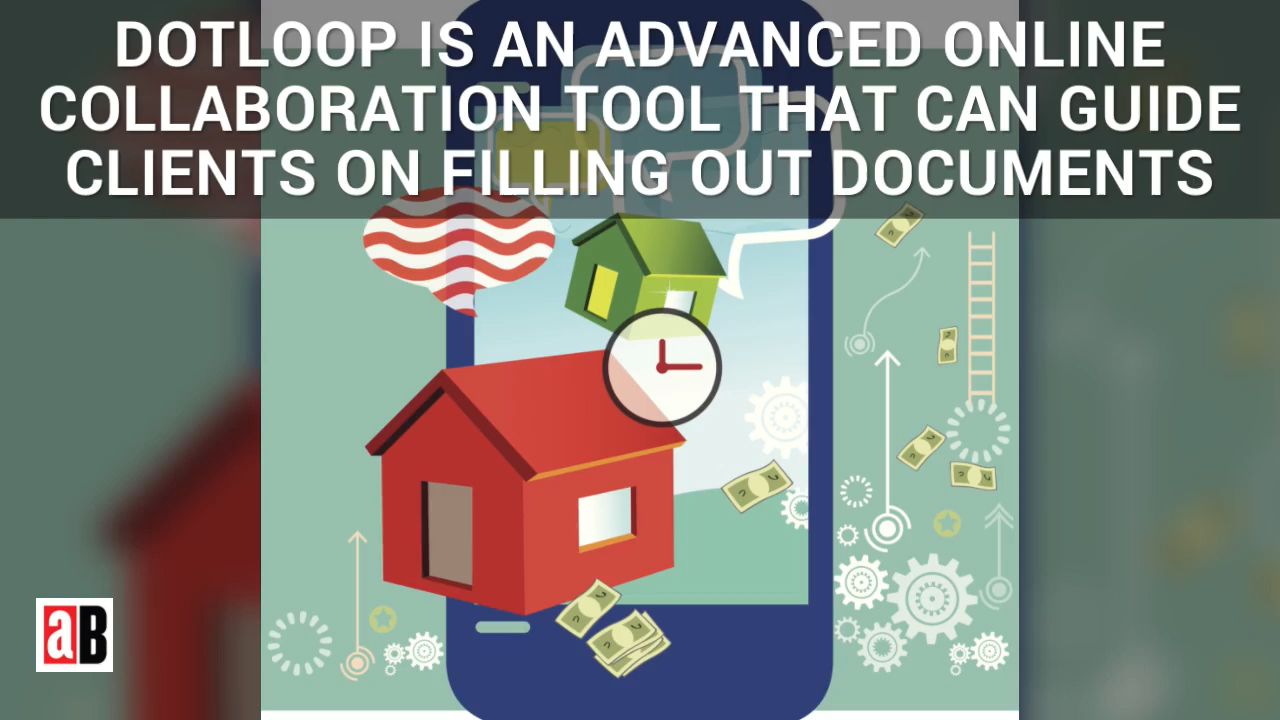 DOTLOOP IS AN ADVANCED ONLINE
COLLABORATION TOOL THAT CAN GUIDE
CLIENTS ON FILLING OUT DOCUMENTS
aB